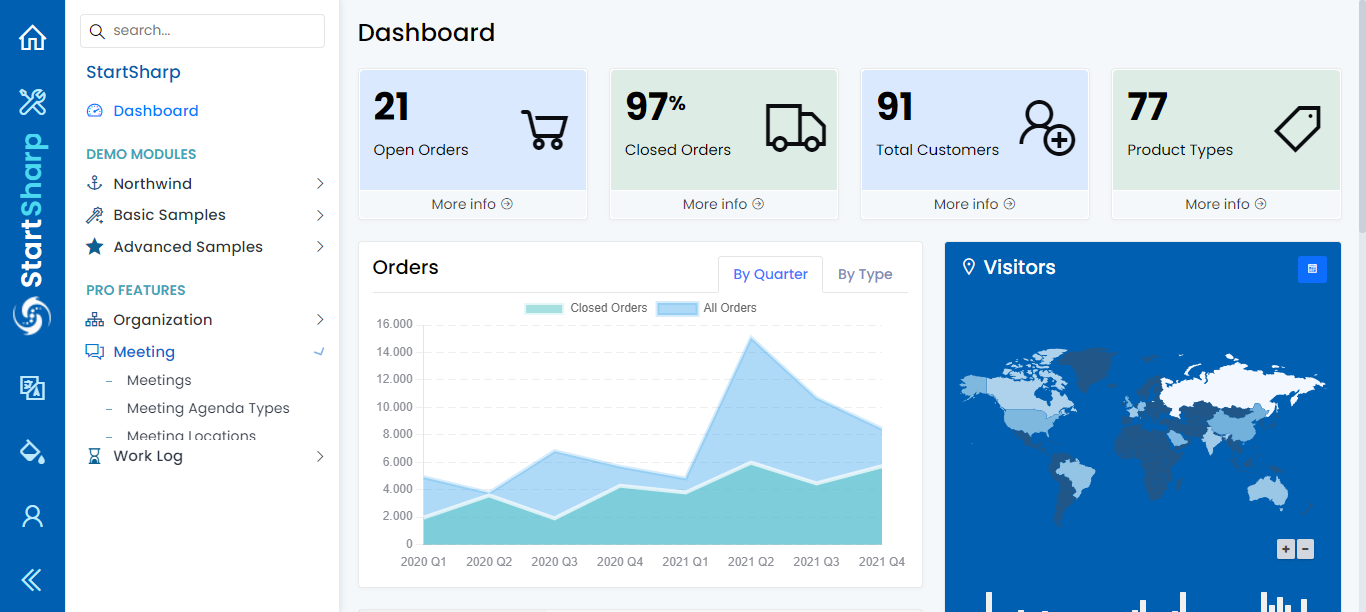 search...
StartSharp
Dashboard
DEMO MODULES
Northwind
Basic Samples
Advanced Samples
PRO FEATURES
Organization
Meeting
Meetings
Meeting Agenda Types
Meeting Locations
Work Log
StartSharp
Dashboard
21
Open Orders
More info
97%
Closed Orders
More info
91
Total Customers
More info
77
Product Types
More info
Orders
By Quarter
By Type
Closed Orders
All Orders
16.000
14.000
12.000
10.000
8.000
6.000
4.000
2.000
0
2020 Q1
2020 Q2
2020 Q3
2020 Q4
2021 Q1
2021 Q2
2021 Q3
2021 Q4
Visitors
+
−